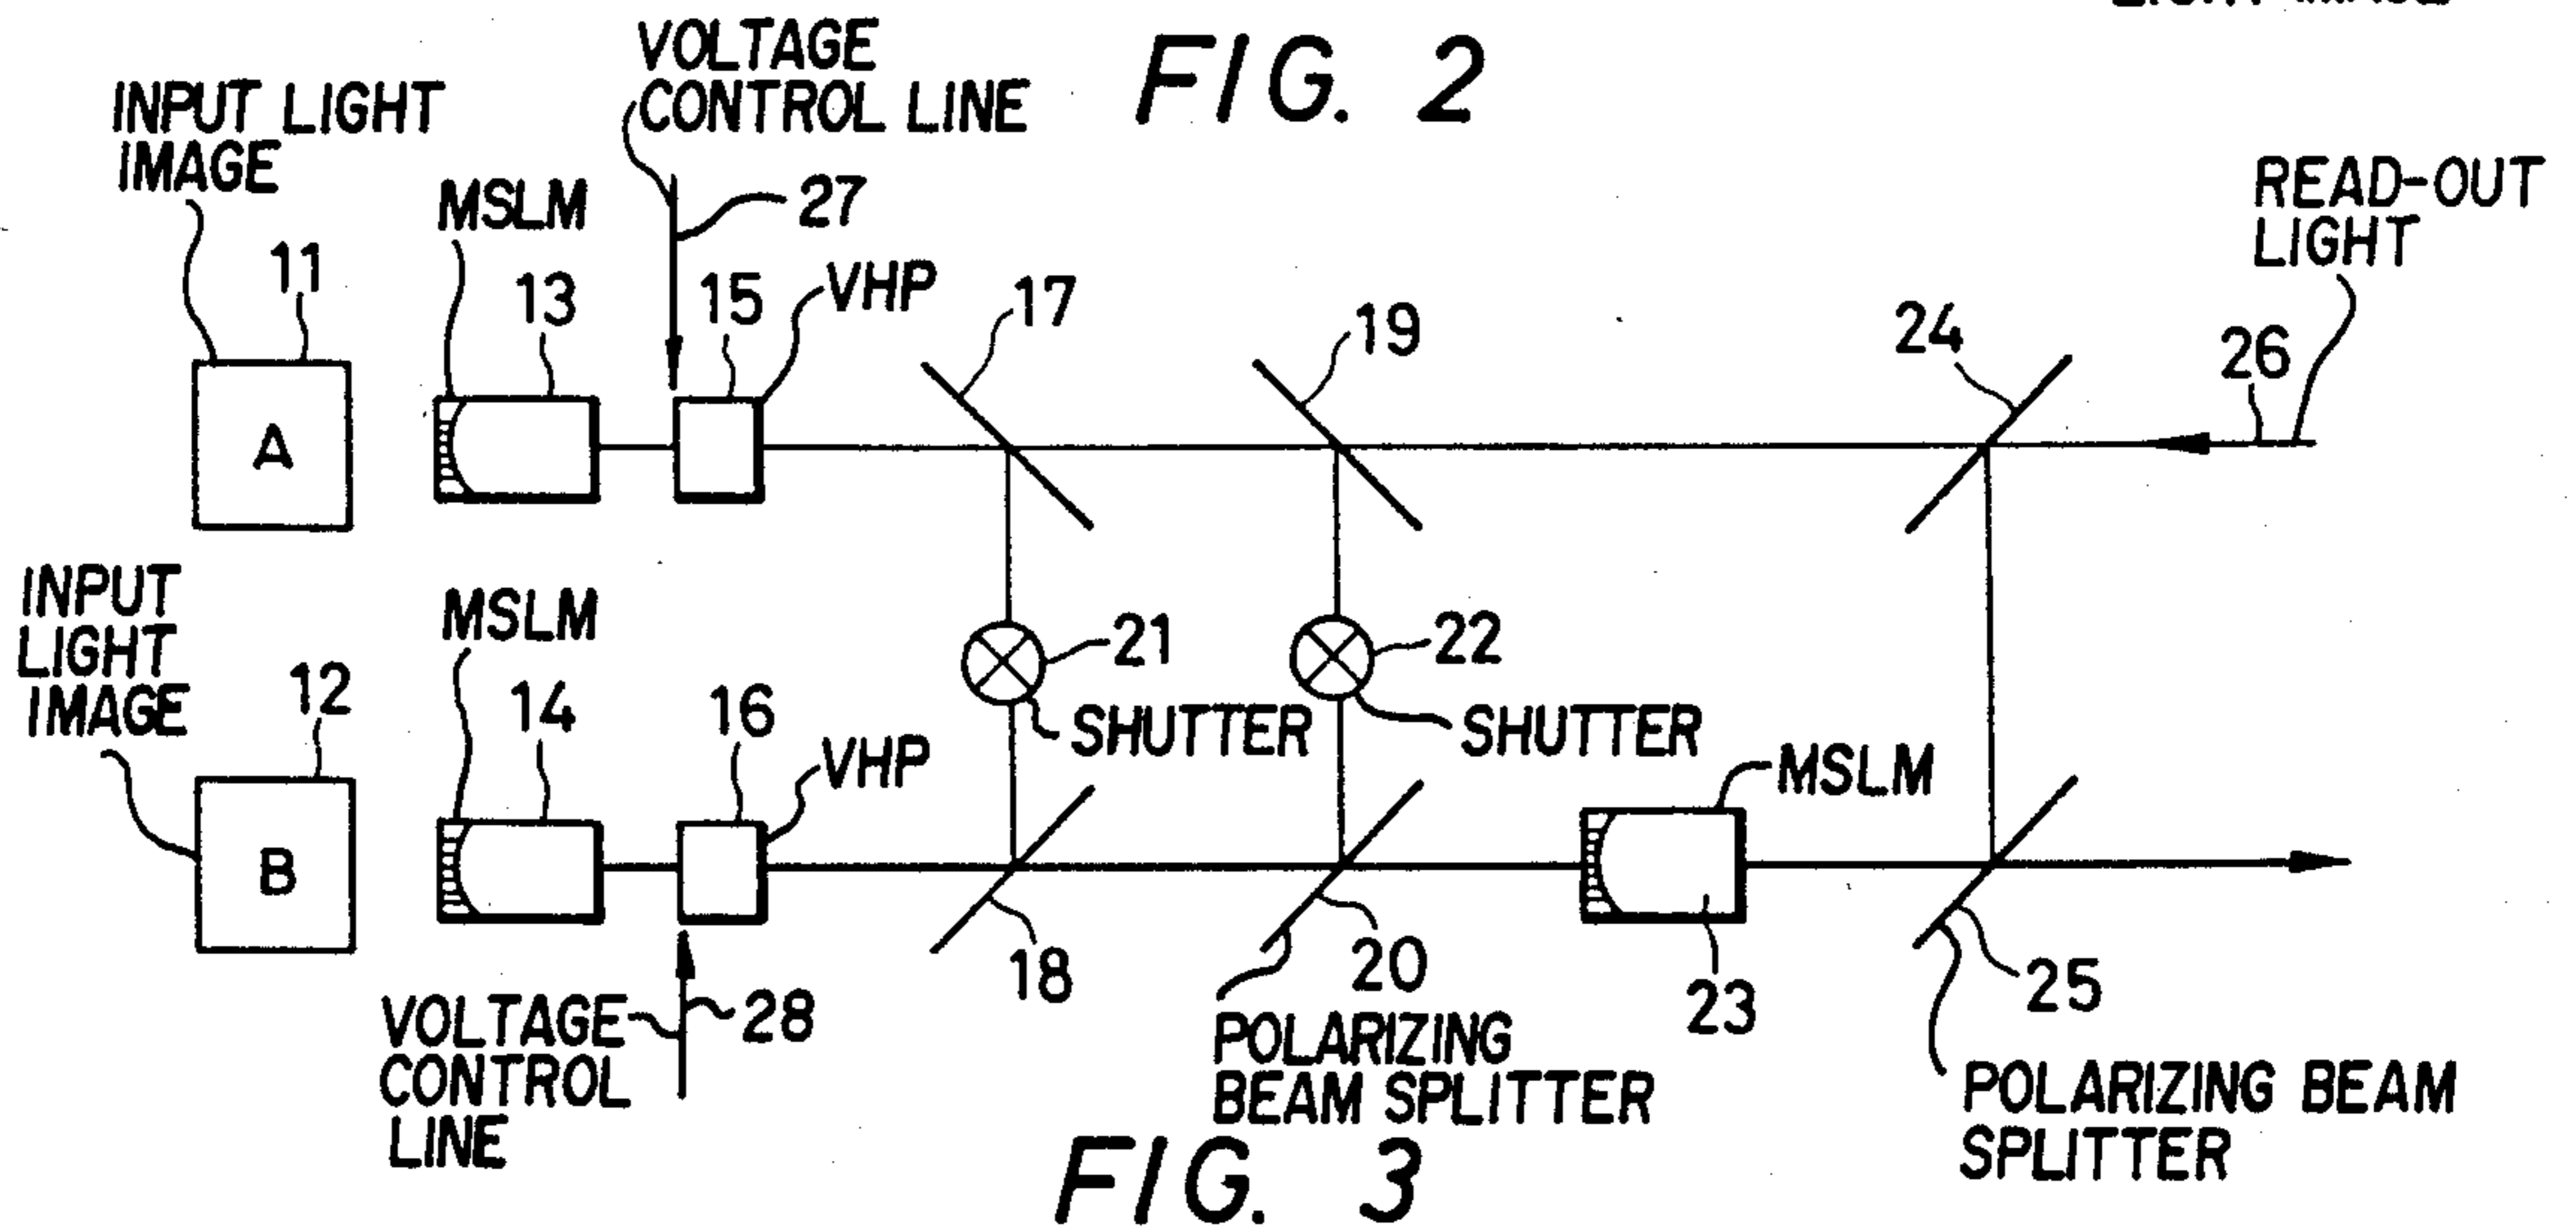 FIG. 2
VOLTAGE
CONTROL LINE
INPUT LIGHT
IMAGE
MSLM
27
READ-OUT
LIGHT
11
13
15
VHP
17
19
24
26
A
INPUT
LIGHT
IMAGE
MSLM
21
22
12
14
16
SHUTTER
SHUTTER
VHP
MSLM
B
18
20
23
25
VOLTAGE
CONTROL
LINE
28
POLARIZING
BEAM SPLITTER
POLARIZING BEAM
SPLITTER
FIG. 3